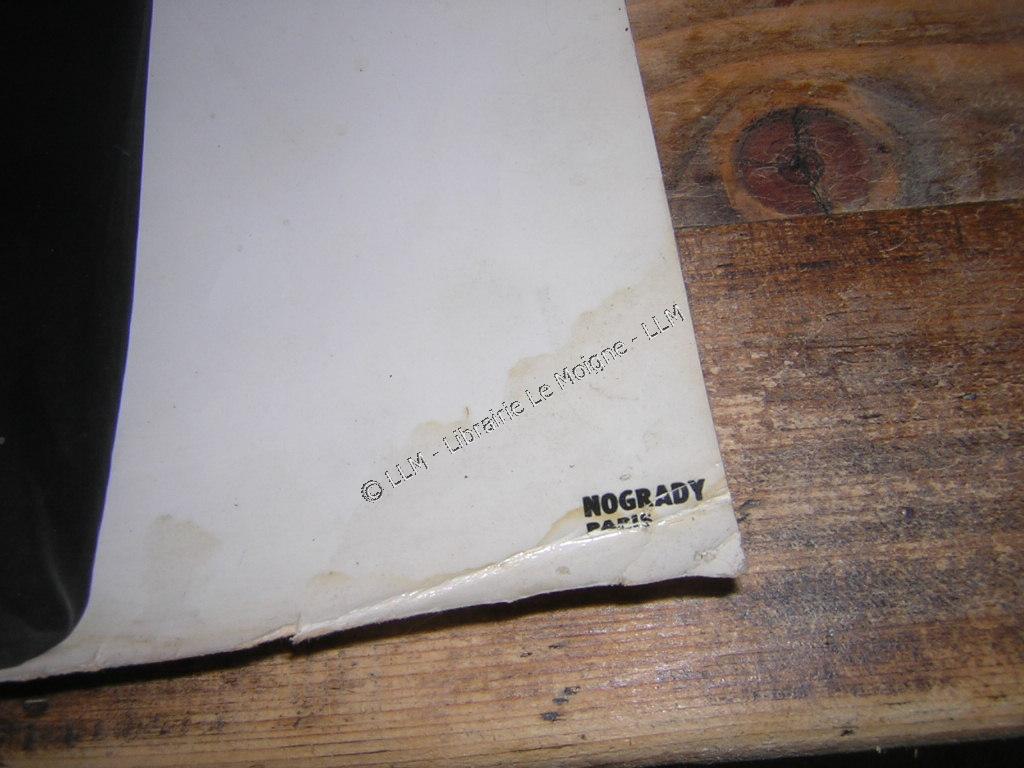 © LLM - Librairie Le Moigne - LLM
NOGRADY
PARIS